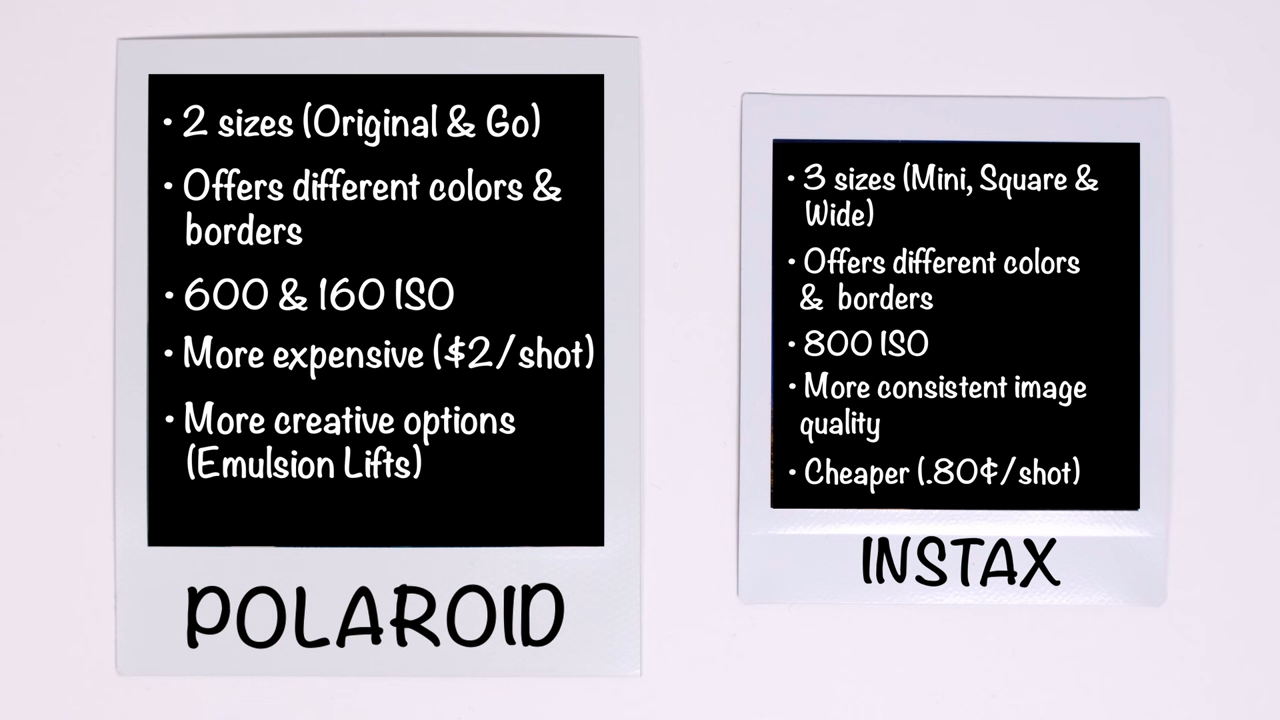 • 2 sizes (Original & Go)
• Offers different colors &
borders
• 600 & 160 ISO
• More expensive ($2/shot)
• More creative options
(Emulsion Lifts)
POLAROID
• 3 sizes (Mini, Square &
Wide)
• Offers different colors
& borders
• 800 ISO
• More consistent image
quality
• Cheaper (.80¢/shot)
INSTAX